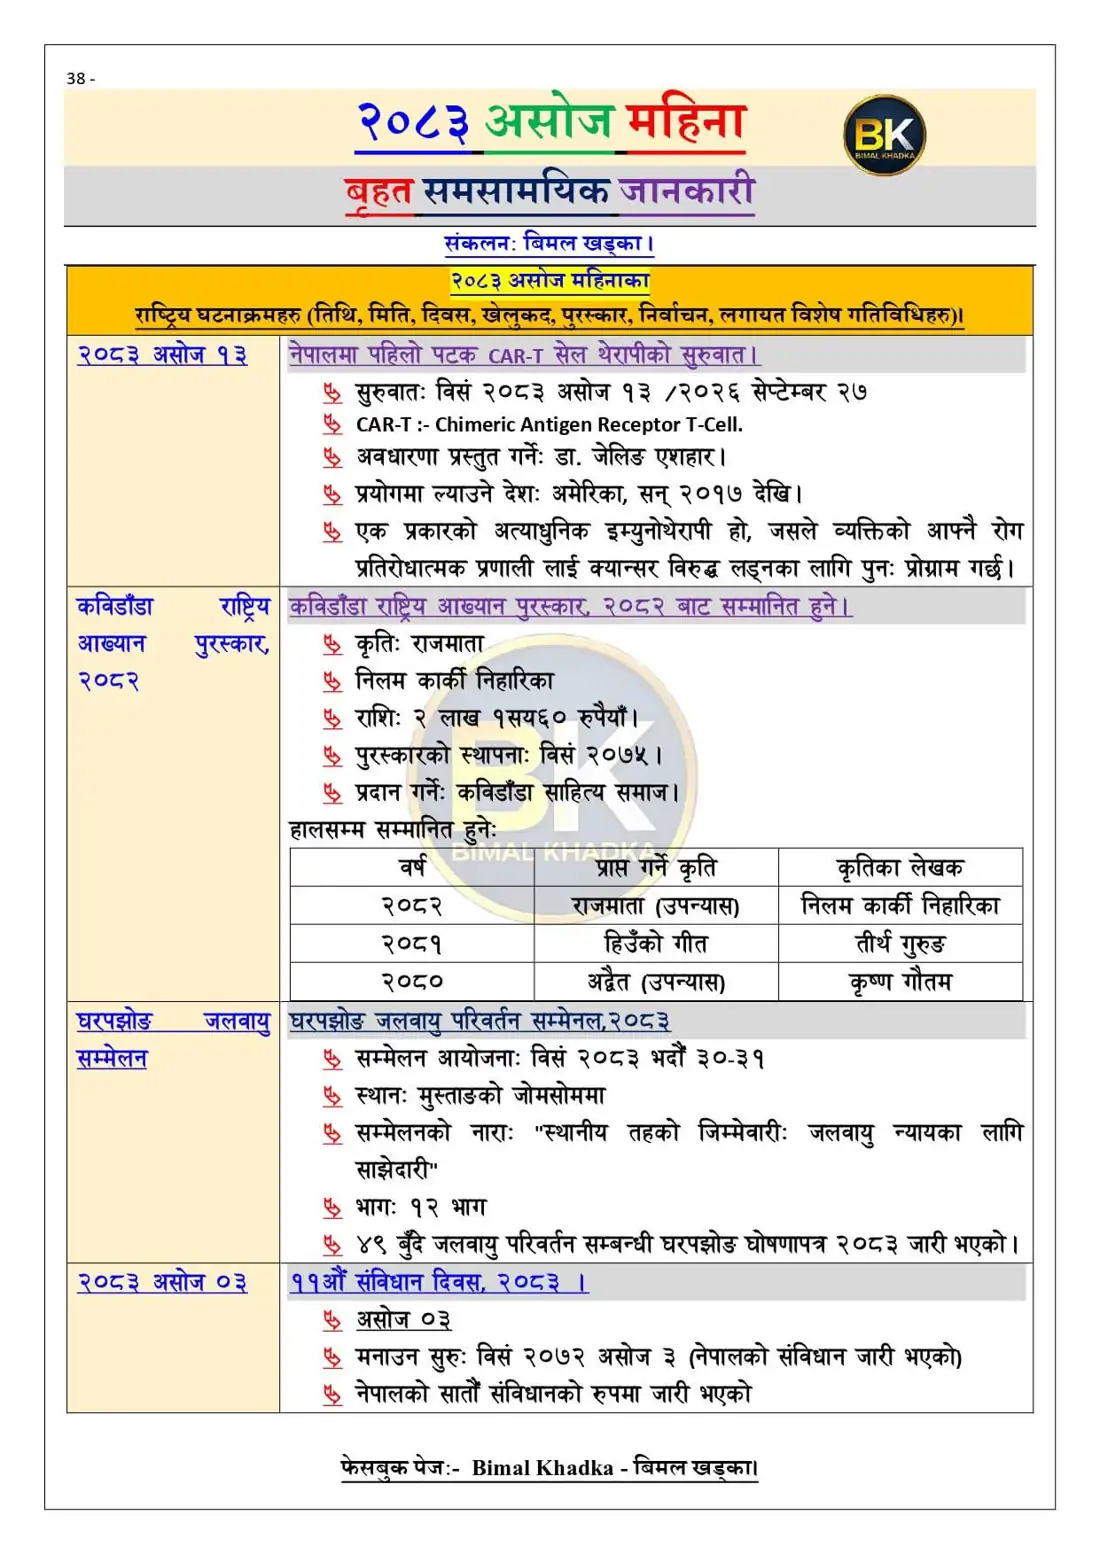 38 -
२०८३ असोज महिना
BK
BIMAL KHADKA
बृहत समसामयिक जानकारी
संकलन: बिमल खड्का।
२०८३ असोज महिनाका
राष्ट्रिय घटनाक्रमहरु (तिथि, मिति, दिवस, खेलुकद, पुरस्कार, निर्वाचन, लगायत विशेष गतिविधिहरु)।
२०८३ असोज १३
नेपालमा पहिलो पटक CAR-T सेल थेरापीको सुरुवात।
सुरुवातः विसं २०८३ असोज १३ /२०२६ सेप्टेम्बर २७
CAR-T :- Chimeric Antigen Receptor T-Cell.
अवधारणा प्रस्तुत गर्नेः डा. जेलिङ एशहार।
प्रयोगमा ल्याउने देशः अमेरिका, सन् २०१७ देखि।
एक प्रकारको अत्याधुनिक इम्युनोथेरापी हो, जसले व्यक्तिको आफ्नै रोग
प्रतिरोधात्मक प्रणाली लाई क्यान्सर विरुद्ध लड्नका लागि पुनः प्रोग्राम गर्छ।
कविडाँडा राष्ट्रिय
आख्यान पुरस्कार,
२०८२
कविडाँडा राष्ट्रिय आख्यान पुरस्कार, २०८२ बाट सम्मानित हुने।
कृतिः राजमाता
निलम कार्की निहारिका
राशिः २ लाख १सय६० रुपैयाँ।
पुरस्कारको स्थापनाः विसं २०७५।
प्रदान गर्नेः कविडाँडा साहित्य समाज।
हालसम्म सम्मानित हुनेः
BK
BIMAL KHADKA
वर्ष प्राप्त गर्ने कृति कृतिका लेखक
२०८२ राजमाता (उपन्यास) निलम कार्की निहारिका
२०८१ हिउँको गीत तीर्थ गुरुङ
२०८० अद्वैत (उपन्यास) कृष्ण गौतम
घरपझोङ जलवायु
सम्मेलन
घरपझोङ जलवायु परिवर्तन सम्मेनल,२०८३
सम्मेलन आयोजनाः विसं २०८३ भदौं ३०-३१
स्थानः मुस्ताङको जोमसोममा
सम्मेलनको नाराः "स्थानीय तहको जिम्मेवारीः जलवायु न्यायका लागि
साझेदारी"
भागः १२ भाग
४९ बुँदे जलवायु परिवर्तन सम्बन्धी घरपझोङ घोषणापत्र २०८३ जारी भएको।
२०८३ असोज ०३
११औं संविधान दिवस, २०८३ ।
असोज ०३
मनाउन सुरुः विसं २०७२ असोज ३ (नेपालको संविधान जारी भएको)
नेपालको सातौं संविधानको रुपमा जारी भएको
फेसबुक पेजः- Bimal Khadka - बिमल खड्का।